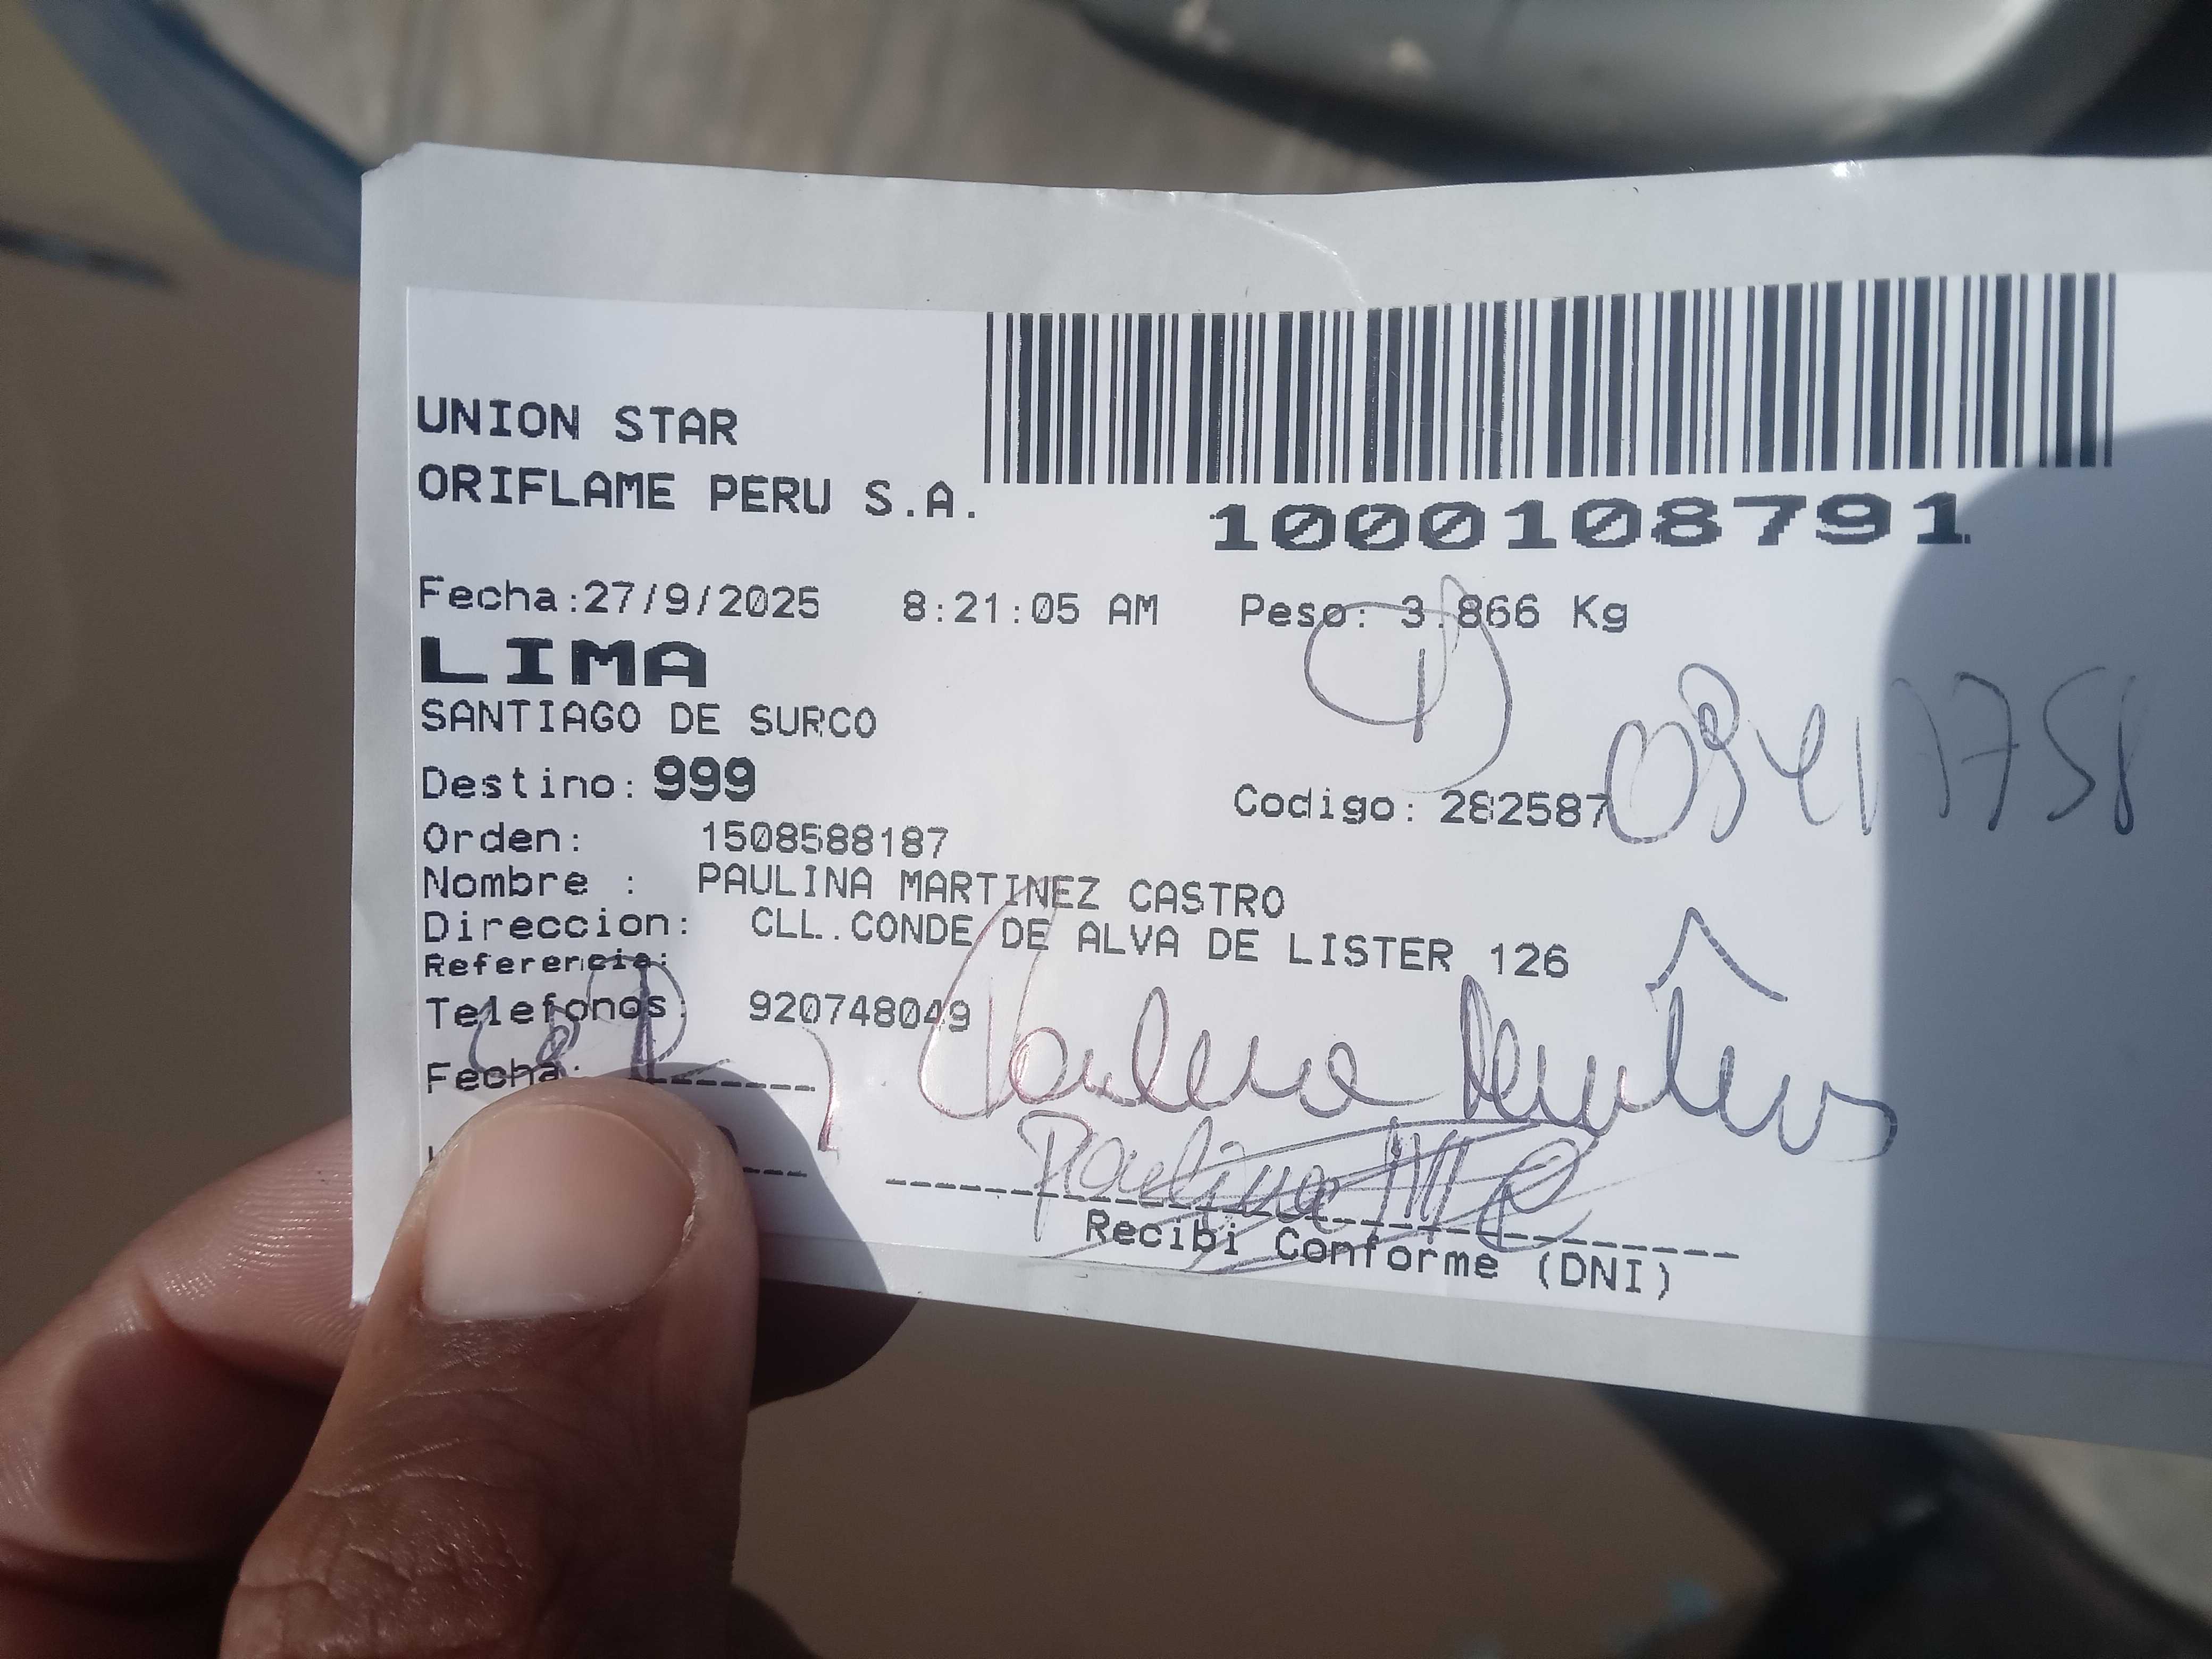 UNION STAR
ORIFLAME PERU S.A.
1000108791
Fecha:27/9/2025 8:21:05 AM Peso: 3.866 Kg
LIMA
SANTIAGO DE SURCO
Destino: 999
Codigo: 282587
Orden: 1508588187
Nombre : PAULINA MARTINEZ CASTRO
Direccion: CLL.CONDE DE ALVA DE LISTER 126
Referencia:
Telefonos: 920748049
Fecha:
Paulina
Recibi Conforme (DNI)